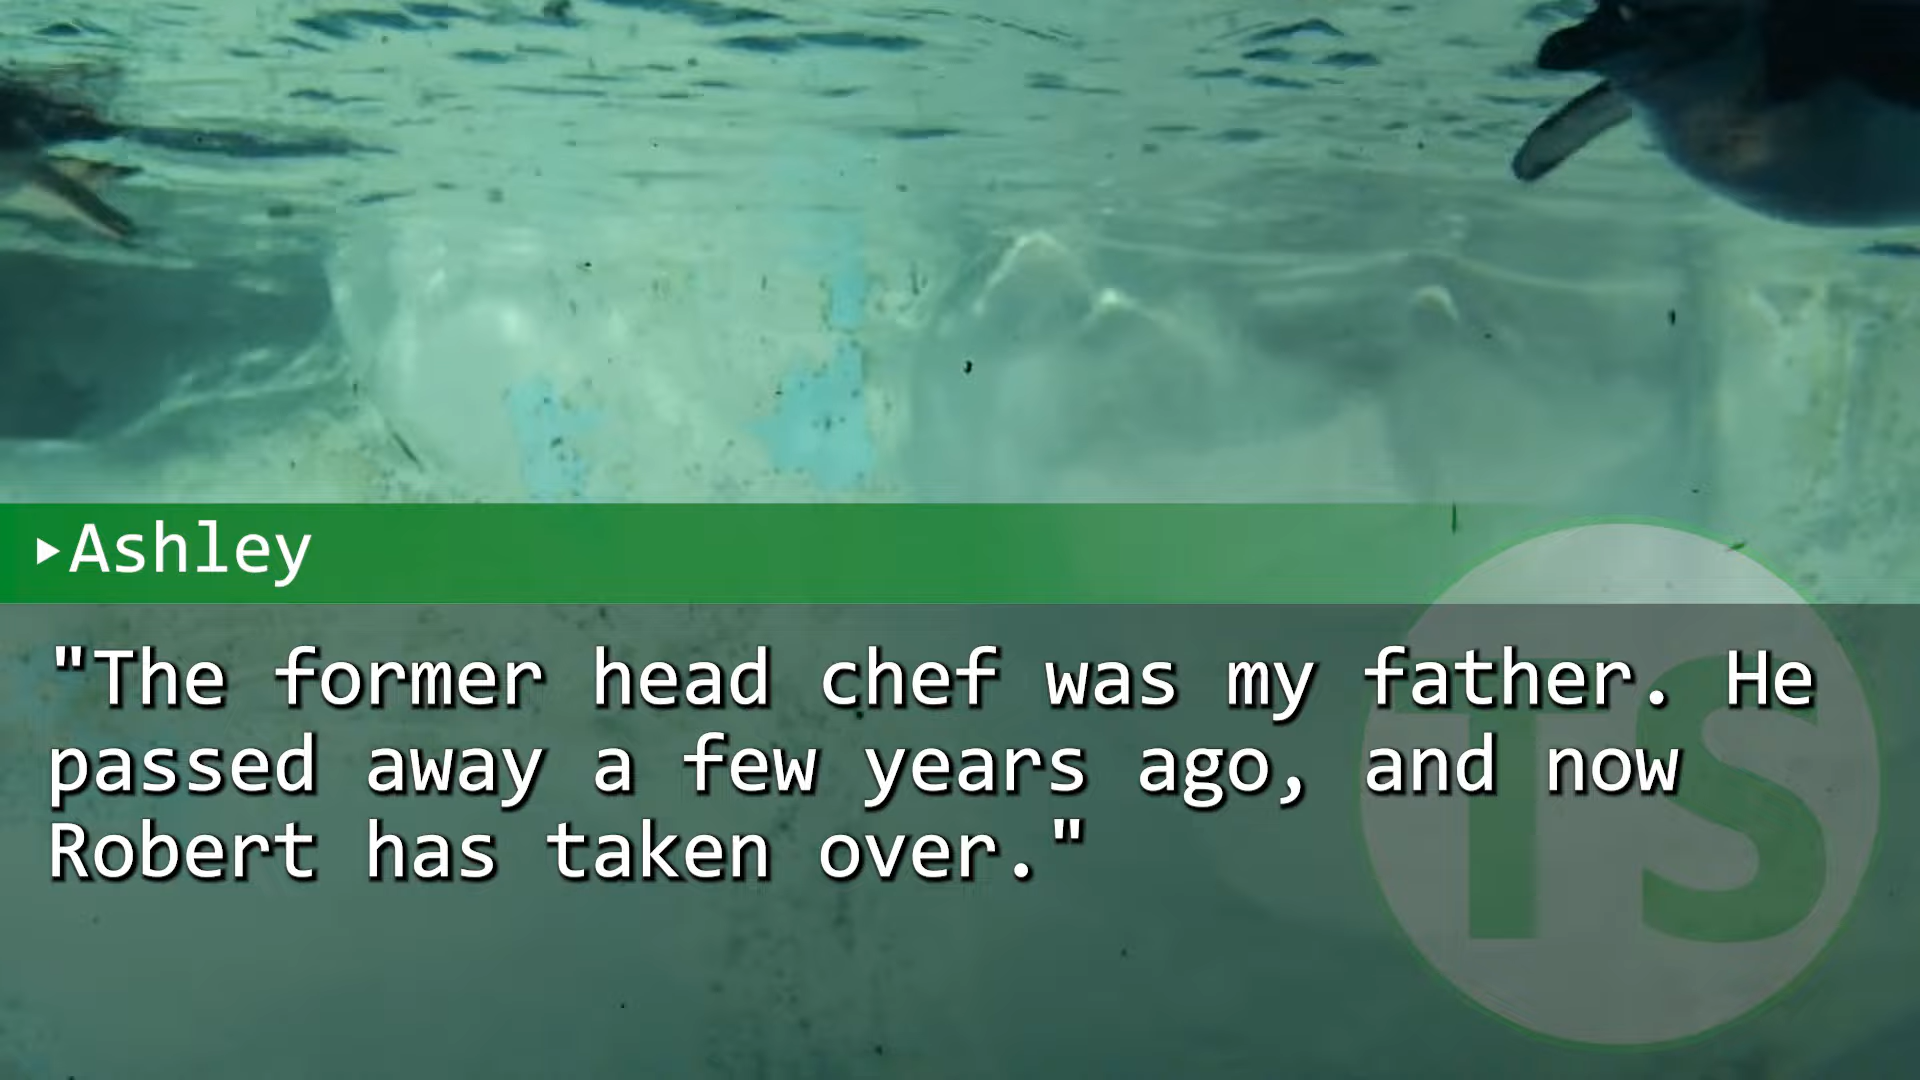 ▶Ashley
"The former head chef was my father. He
passed away a few years ago, and now
Robert has taken over."
TS